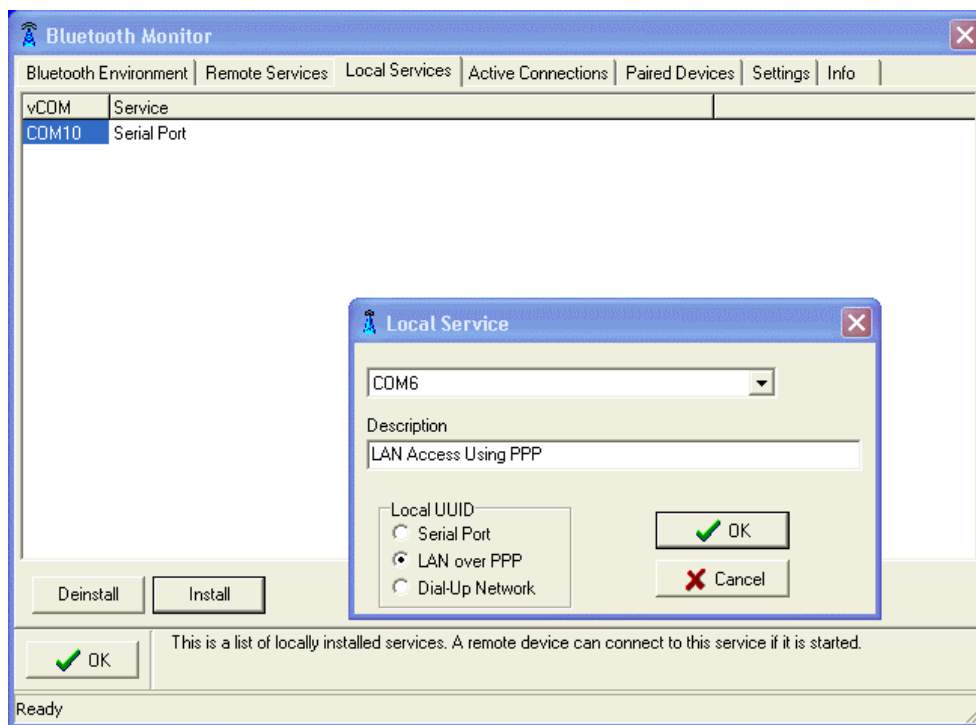 Bluetooth Monitor
Bluetooth Environment Remote Services Local Services Active Connections Paired Devices Settings Info
vCOM Service
COM10 Serial Port
Local Service
COM6
Description
LAN Access Using PPP
Local UUID
Serial Port
LAN over PPP
Dial-Up Network
OK
Cancel
Deinstall Install
OK
This is a list of locally installed services. A remote device can connect to this service if it is started.
Ready